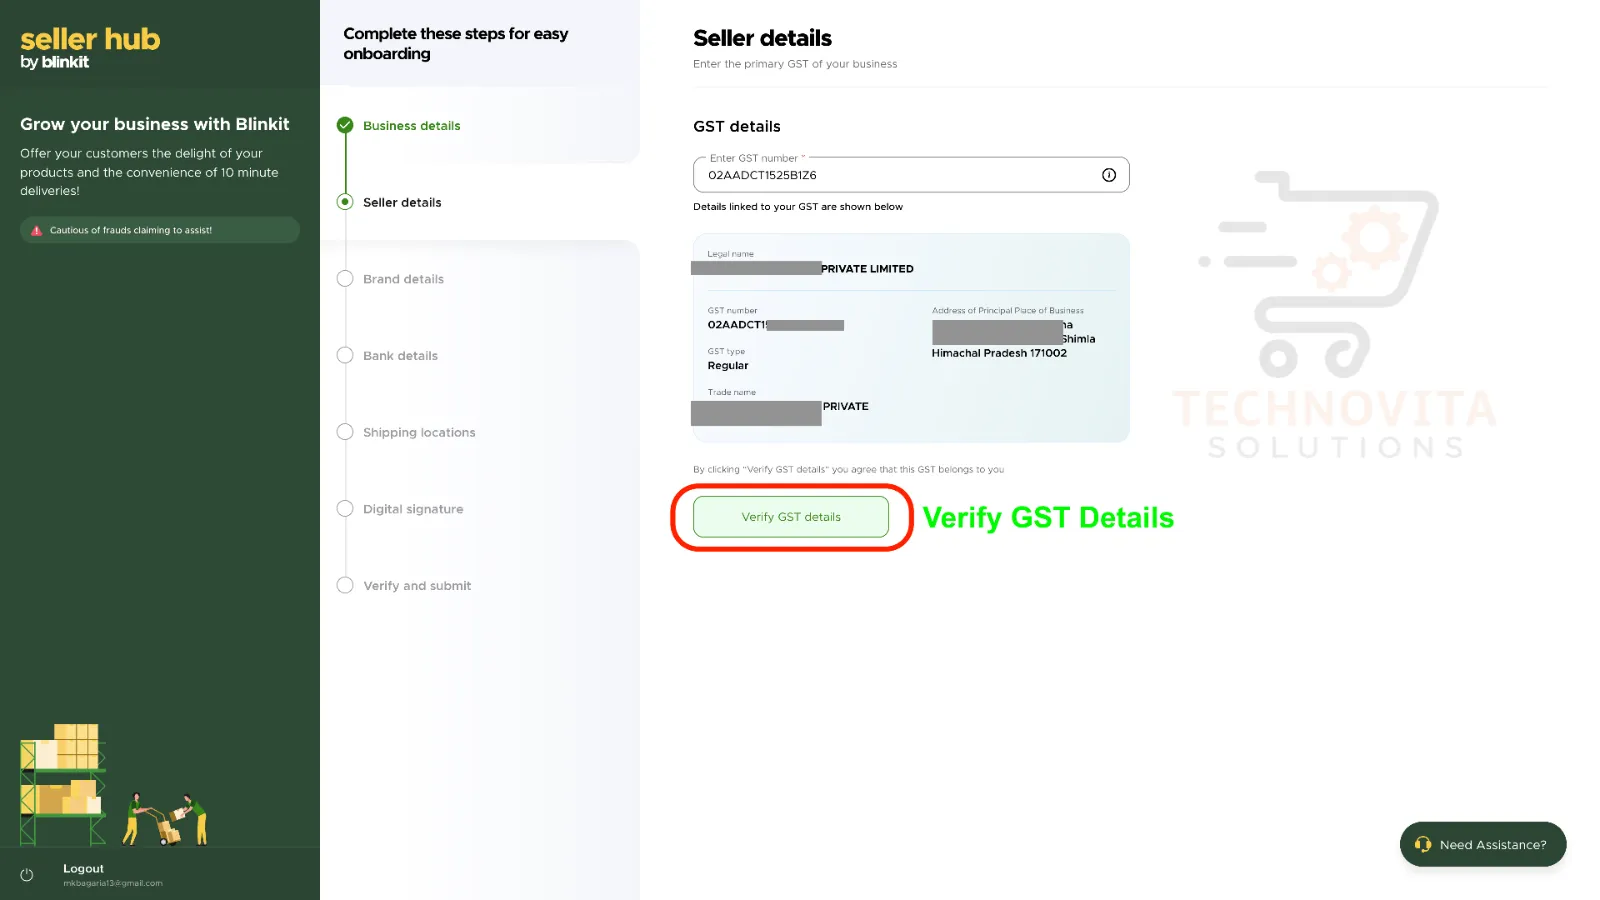 seller hub
by blinkit
Grow your business with Blinkit
Offer your customers the delight of your
products and the convenience of 10 minute
deliveries!
Cautious of frauds claiming to assist!
Logout
mkbagaria13@gmail.com
Complete these steps for easy
onboarding
Business details
Seller details
Brand details
Bank details
Shipping locations
Digital signature
Verify and submit
Seller details
Enter the primary GST of your business
GST details
Enter GST number *
02AADCT1525B1Z6
Details linked to your GST are shown below
Legal name
PRIVATE LIMITED
GST number
02AADCT15
GST type
Regular
Trade name
PRIVATE
Address of Principal Place of Business
Shimla
Himachal Pradesh 171002
By clicking "Verify GST details" you agree that this GST belongs to you
Verify GST details
Verify GST Details
TECHNOVITA
SOLUTIONS
Need Assistance?